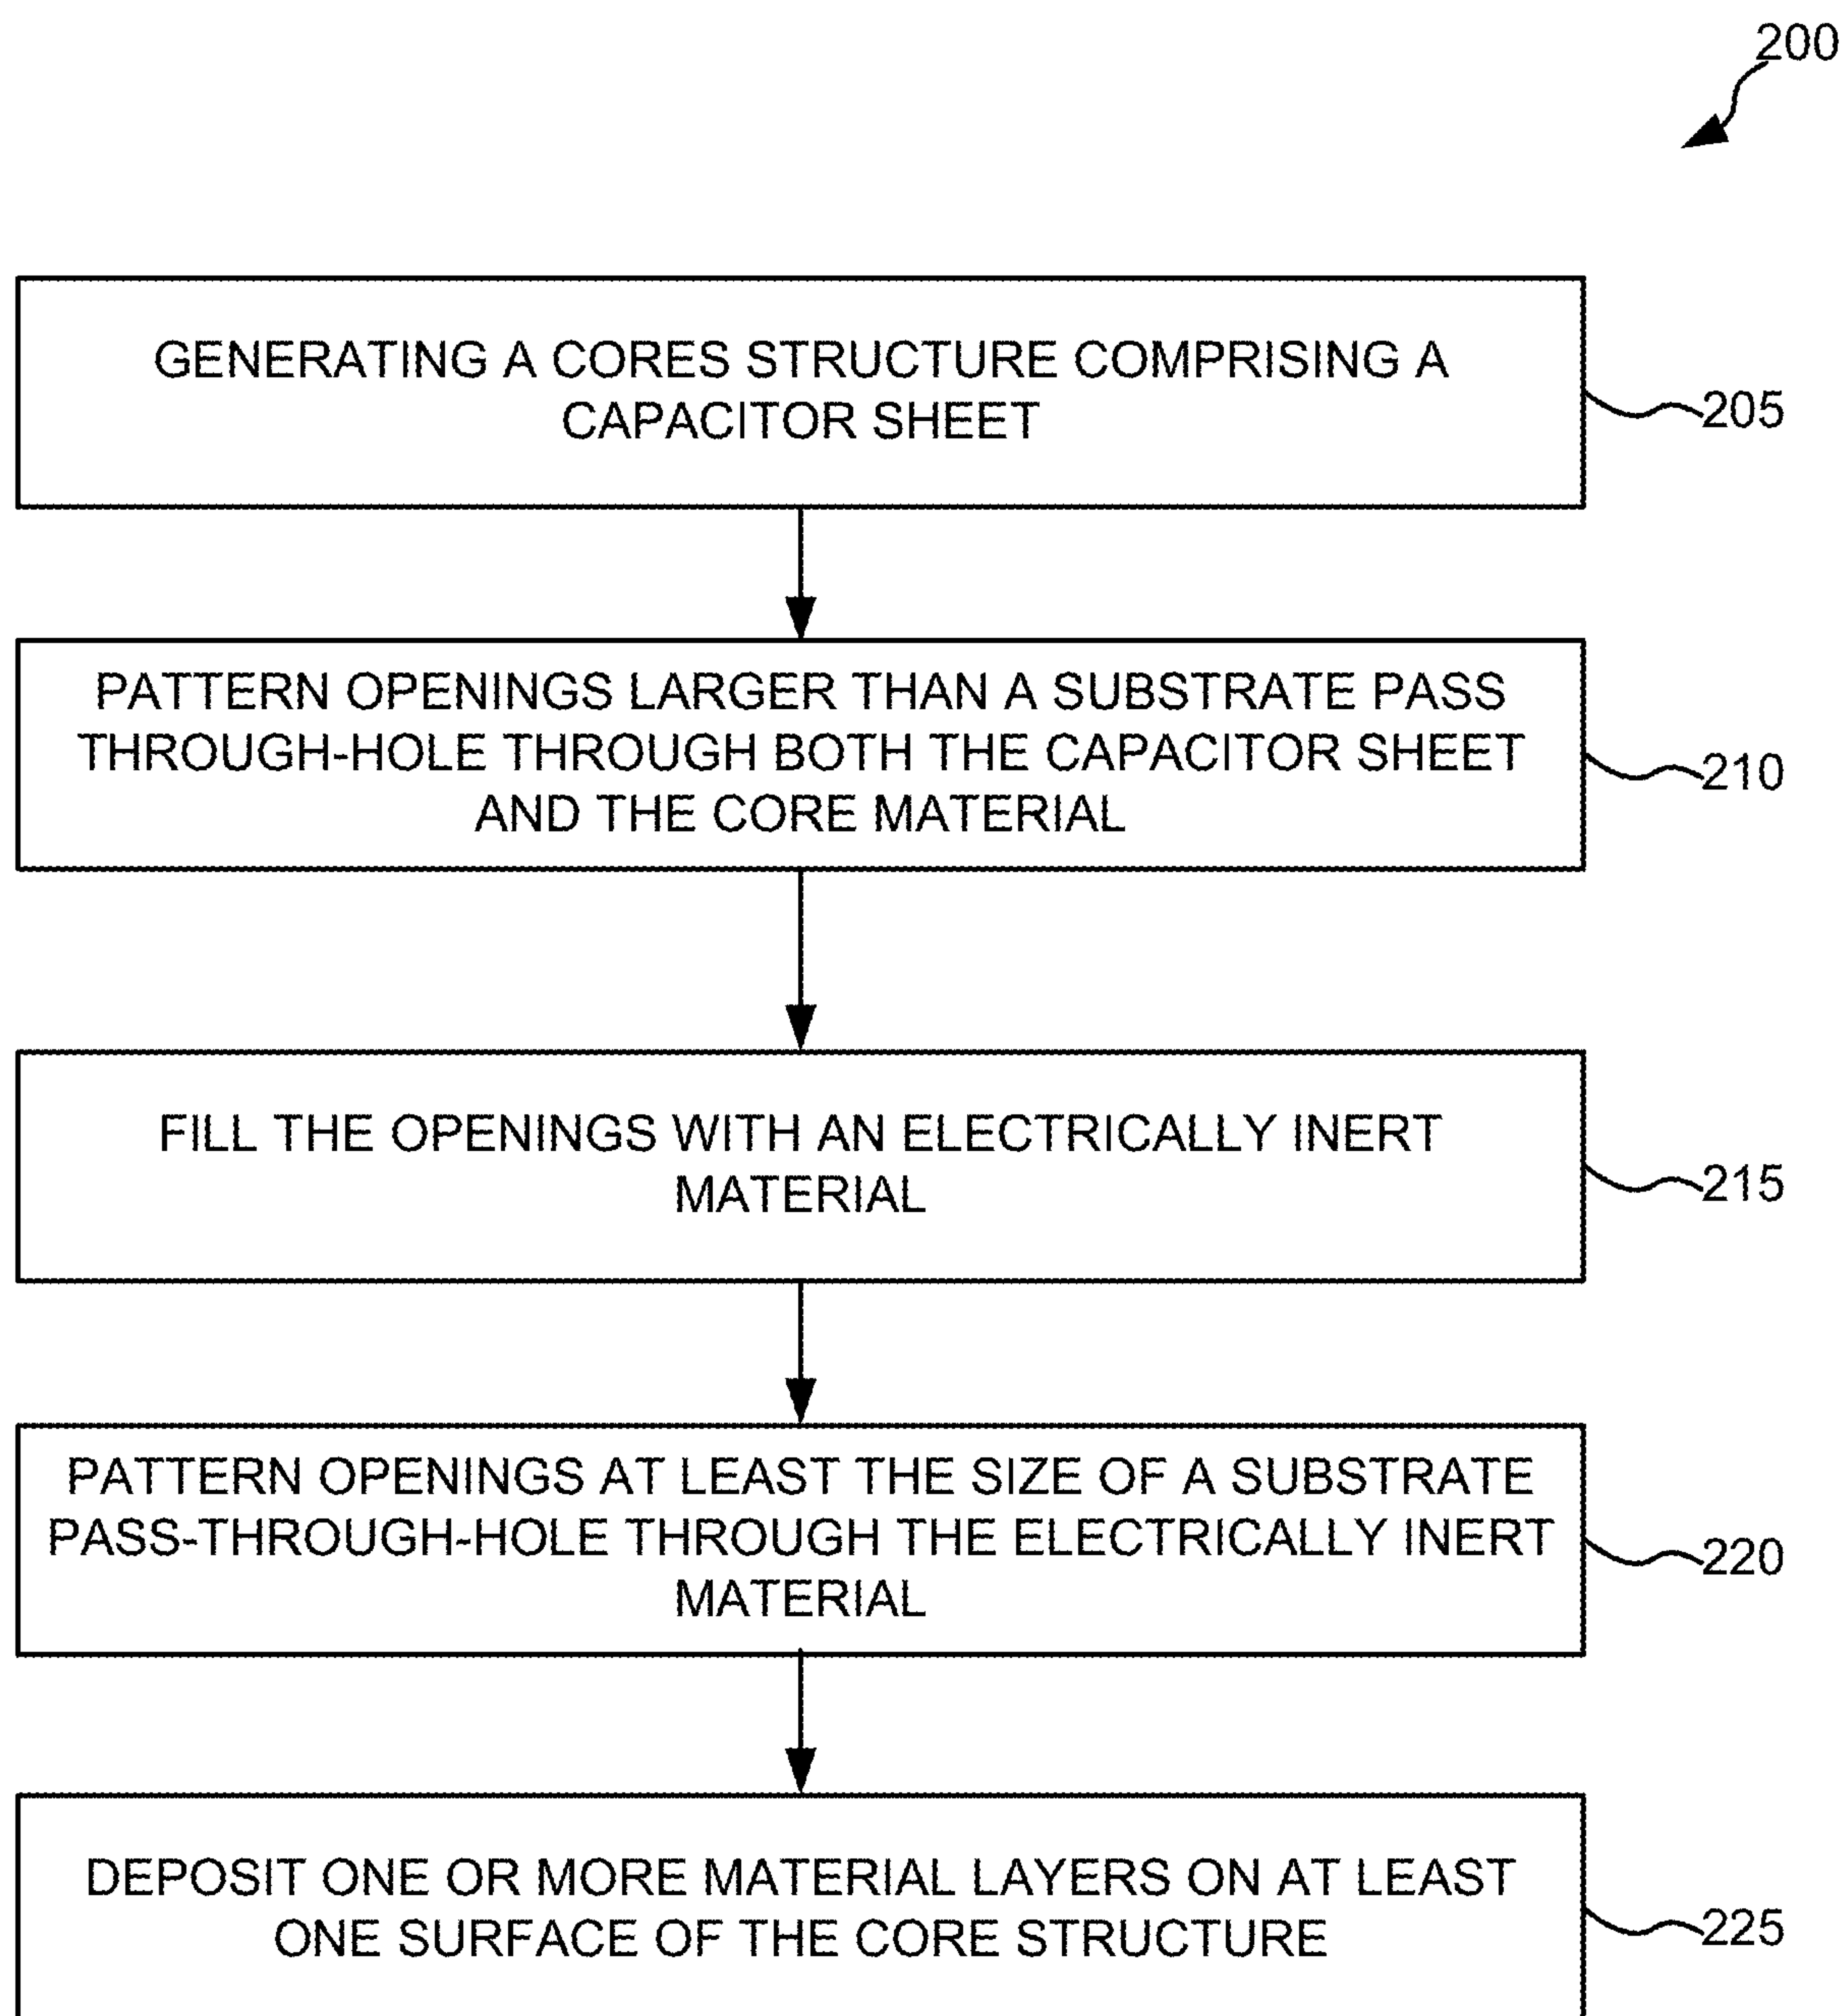 200
GENERATING A CORES STRUCTURE COMPRISING A
CAPACITOR SHEET
205
PATTERN OPENINGS LARGER THAN A SUBSTRATE PASS
THROUGH-HOLE THROUGH BOTH THE CAPACITOR SHEET
AND THE CORE MATERIAL
210
FILL THE OPENINGS WITH AN ELECTRICALLY INERT
MATERIAL
215
PATTERN OPENINGS AT LEAST THE SIZE OF A SUBSTRATE
PASS-THROUGH-HOLE THROUGH THE ELECTRICALLY INERT
MATERIAL
220
DEPOSIT ONE OR MORE MATERIAL LAYERS ON AT LEAST
ONE SURFACE OF THE CORE STRUCTURE
225